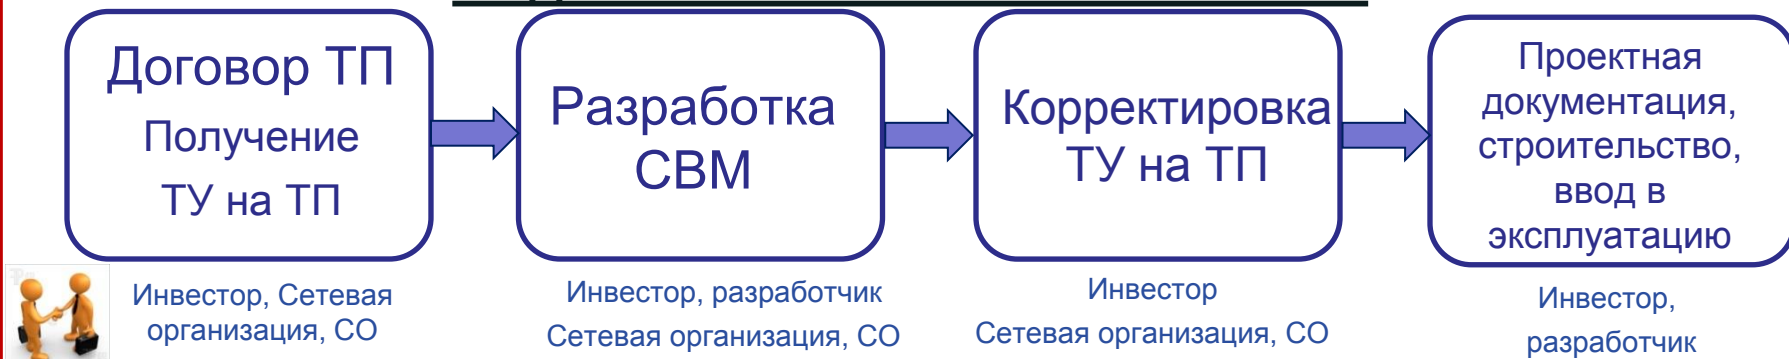 Договор ТП
Получение
ТУ на ТП
Разработка
СВМ
Корректировка
ТУ на ТП
Проектная
документация,
строительство,
ввод в
эксплуатацию
Инвестор, Сетевая
организация, СО
Инвестор, разработчик
Сетевая организация, СО
Инвестор
Сетевая организация, СО
Инвестор,
разработчик